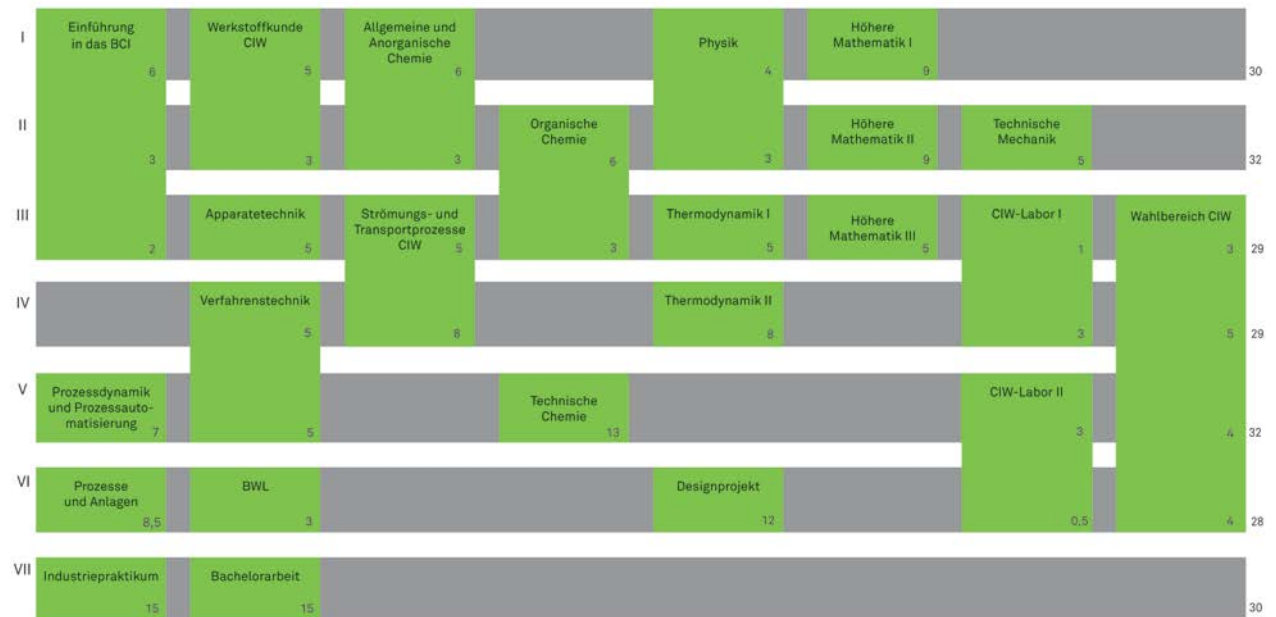 I
Einführung
in das BCI
6
Werkstoffkunde
CIW
5
Allgemeine und
Anorganische
Chemie
6
Physik
4
Höhere
Mathematik I
9
30
II
3
3
3
Organische
Chemie
6
3
Höhere
Mathematik II
9
Technische
Mechanik
5
32
III
2
Apparatetechnik
5
Strömungs- und
Transportprozesse
CIW
5
3
Thermodynamik I
5
Höhere
Mathematik III
5
CIW-Labor I
1
Wahlbereich CIW
3
29
IV
Verfahrenstechnik
5
8
Thermodynamik II
8
3
5
29
V
Prozessdynamik
und Prozessauto-
matisierung
7
5
Technische
Chemie
13
CIW-Labor II
3
4
32
VI
Prozesse
und Anlagen
8,5
BWL
3
Designprojekt
12
0,5
4
28
VII
Industriepraktikum
15
Bachelorarbeit
15
30